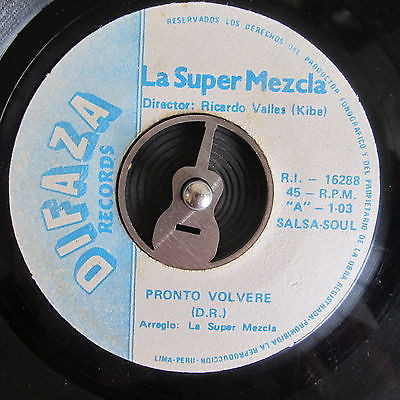 RESERVADOS LOS DERECHOS DEL PRODUCTOR FONOGRAFICO Y DEL PROPIETARIO DE LA OBRA REGISTRADA-PROHIBIDA LA REPRODUCCION
La Super Mezcla
Director: Ricardo Valles (Kibe)
DIFAZA
RECORDS
R.I. - 16288
45 - R.P.M.
"A" - 1-03
SALSA-SOUL
PRONTO VOLVERE
(D.R.)
Arreglo: La Super Mezcla
LIMA-PERU-